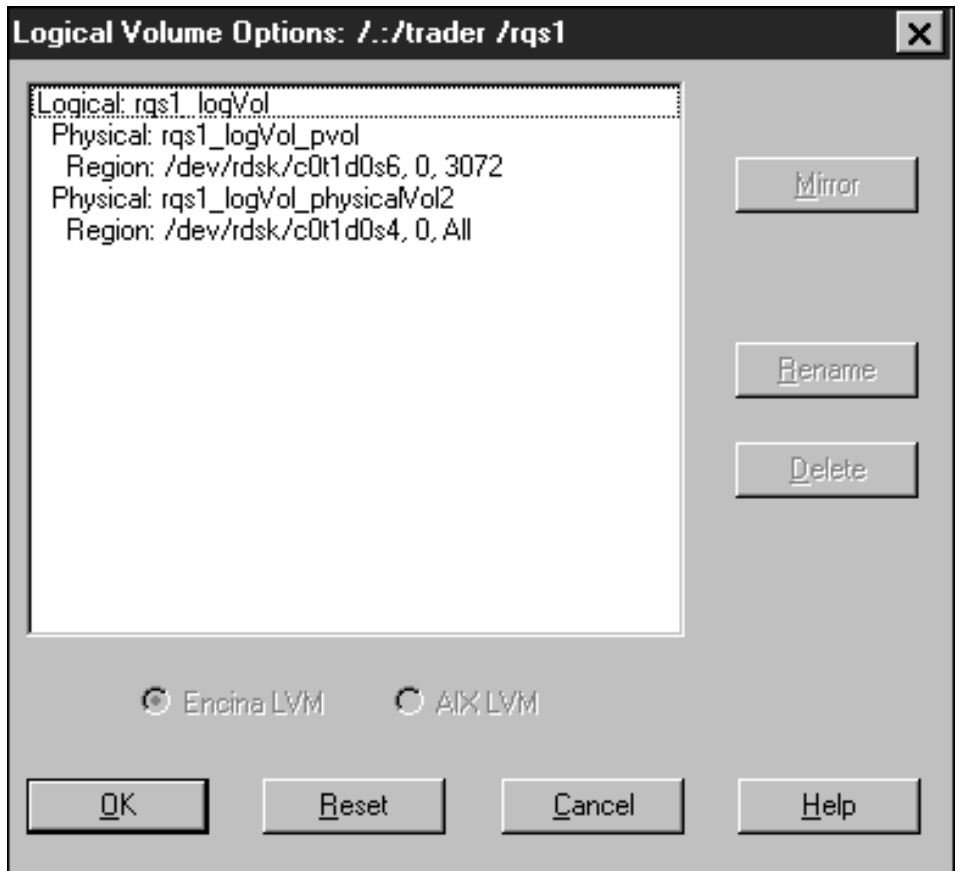 Logical Volume Options: /.:/trader /rqs1
Logical: rqs1_logVol
Physical: rqs1_logVol_pvol
Region: /dev/rdsk/c0t1d0s6, 0, 3072
Physical: rqs1_logVol_physicalVol2
Region: /dev/rdsk/c0t1d0s4, 0, All
Mirror
Rename
Delete
Encina LVM
AIX LVM
OK
Reset
Cancel
Help